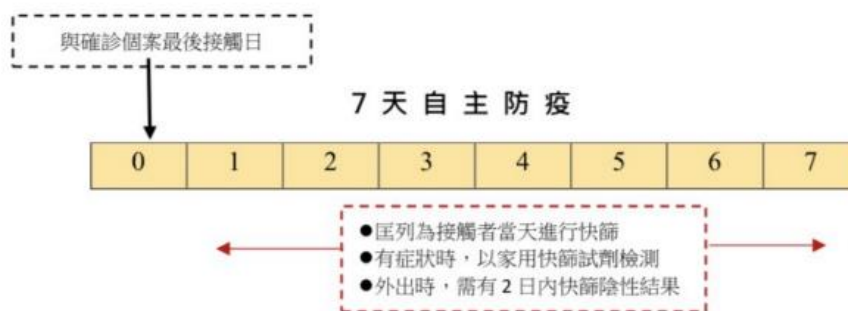 與確診個案最後接觸日
7 天 自 主 防 疫
0 1 2 3 4 5 6 7
●匡列為接觸者當天進行快篩
●有症狀時，以家用快篩試劑檢測
●外出時，需有 2 日內快篩陰性結果